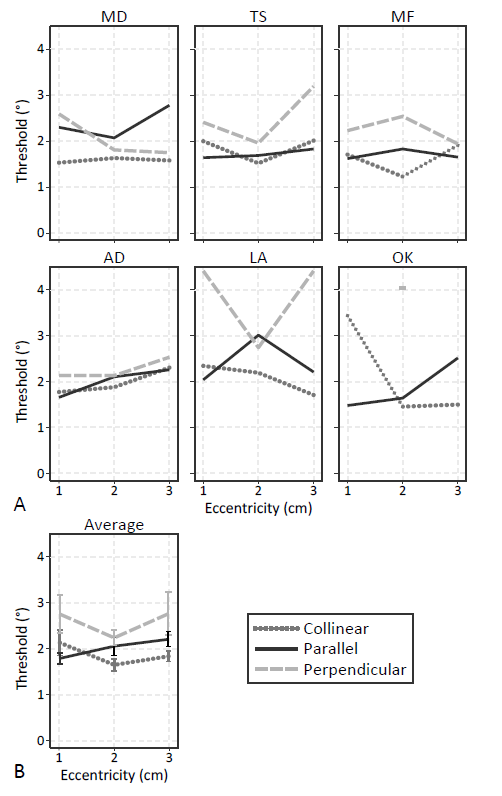 MD TS MF
4
3
2
1
0
Threshold (°)
AD LA OK
4
3
2
1
0
Threshold (°)
1 2 3 1 2 3 1 2 3
A Eccentricity (cm)
Average
4
3
2
1
0
Threshold (°)
1 2 3
B Eccentricity (cm)
Collinear
Parallel
Perpendicular